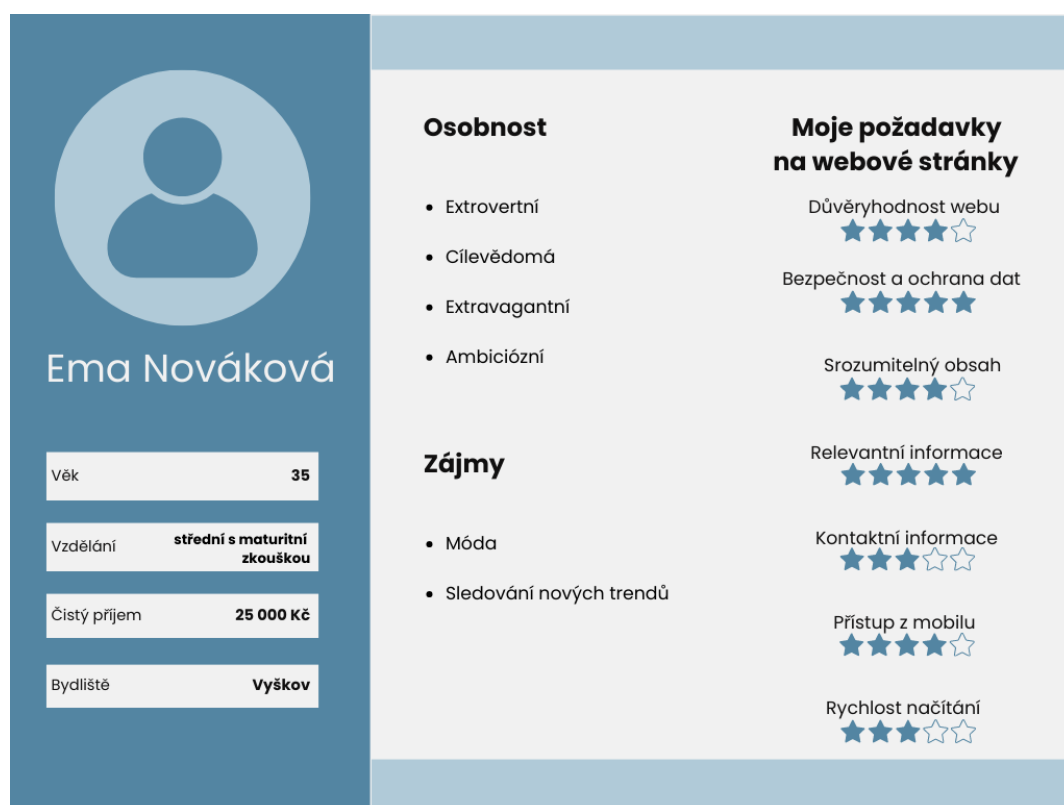 Ema Nováková
Věk 35
Vzdělání střední s maturitní
zkouškou
Čistý příjem 25 000 Kč
Bydliště Vyškov
Osobnost
• Extrovertní
• Cílevědomá
• Extravagantní
• Ambiciózní
Zájmy
• Móda
• Sledování nových trendů
Moje požadavky
na webové stránky
Důvěryhodnost webu
Bezpečnost a ochrana dat
Srozumitelný obsah
Relevantní informace
Kontaktní informace
Přístup z mobilu
Rychlost načítání